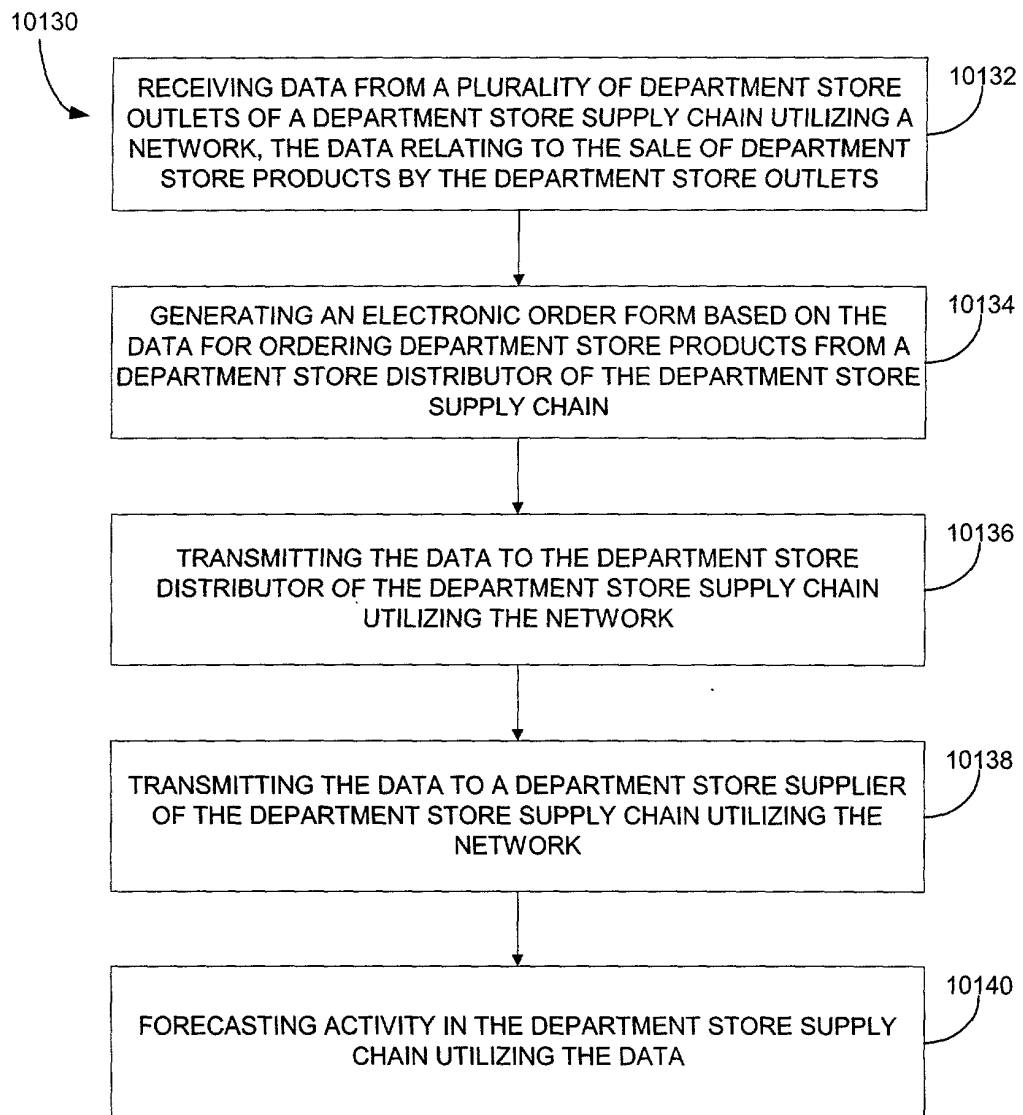 10130
RECEIVING DATA FROM A PLURALITY OF DEPARTMENT STORE
OUTLETS OF A DEPARTMENT STORE SUPPLY CHAIN UTILIZING A
NETWORK, THE DATA RELATING TO THE SALE OF DEPARTMENT
STORE PRODUCTS BY THE DEPARTMENT STORE OUTLETS
10132
GENERATING AN ELECTRONIC ORDER FORM BASED ON THE
DATA FOR ORDERING DEPARTMENT STORE PRODUCTS FROM A
DEPARTMENT STORE DISTRIBUTOR OF THE DEPARTMENT STORE
SUPPLY CHAIN
10134
TRANSMITTING THE DATA TO THE DEPARTMENT STORE
DISTRIBUTOR OF THE DEPARTMENT STORE SUPPLY CHAIN
UTILIZING THE NETWORK
10136
TRANSMITTING THE DATA TO A DEPARTMENT STORE SUPPLIER
OF THE DEPARTMENT STORE SUPPLY CHAIN UTILIZING THE
NETWORK
10138
FORECASTING ACTIVITY IN THE DEPARTMENT STORE SUPPLY
CHAIN UTILIZING THE DATA
10140